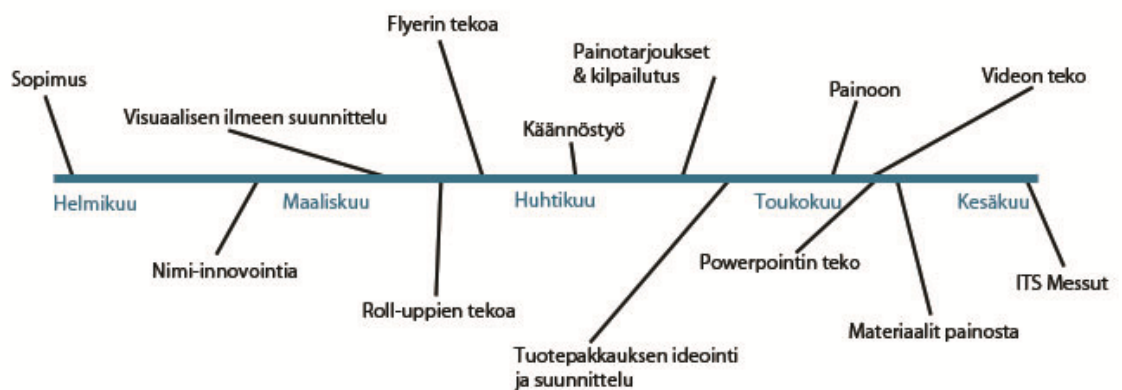 Flyerin tekoa
Painotarjoukset
& kilpailutus
Videon teko
Sopimus
Painoon
Visuaalisen ilmeen suunnittelu
Käännöstyö
Helmikuu
Maaliskuu
Huhtikuu
Toukokuu
Kesäkuu
Nimi-innovointia
Powerpointin teko
ITS Messut
Roll-uppien tekoa
Materiaalit painosta
Tuotepakkauksen ideointi
ja suunnittelu